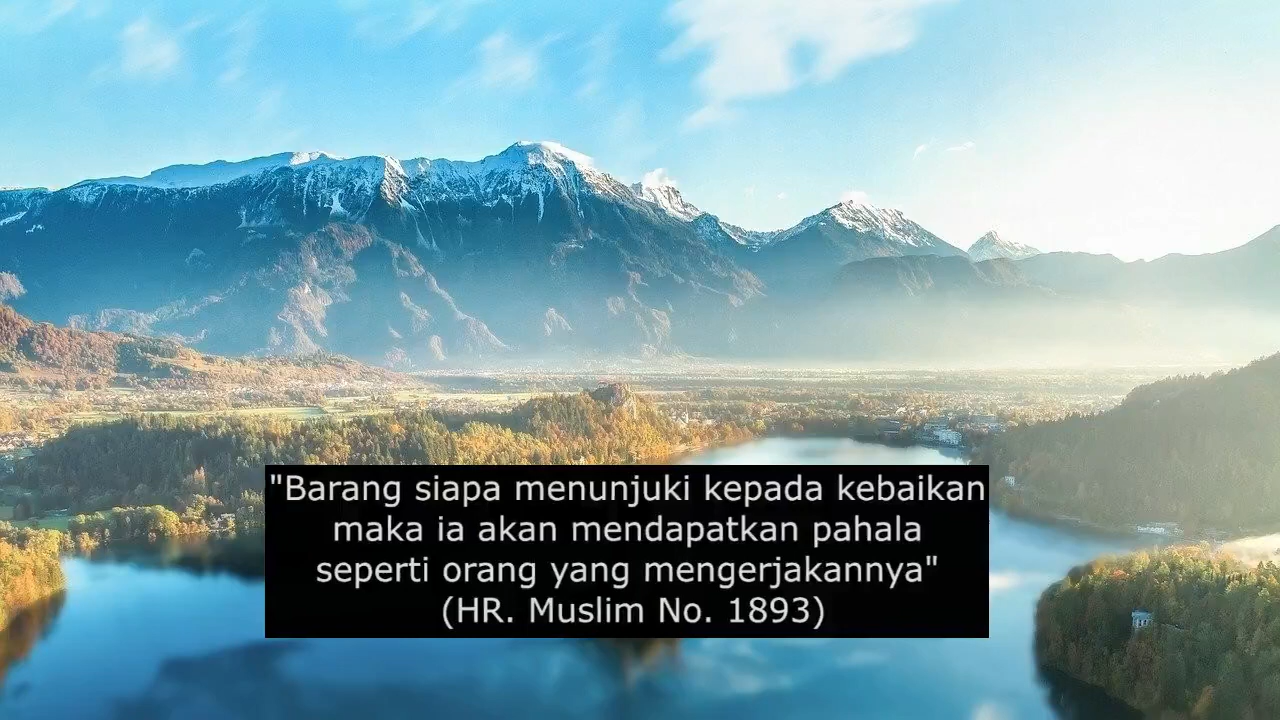 "Barang siapa menunjuki kepada kebaikan
maka ia akan mendapatkan pahala
seperti orang yang mengerjakannya"
(HR. Muslim No. 1893)